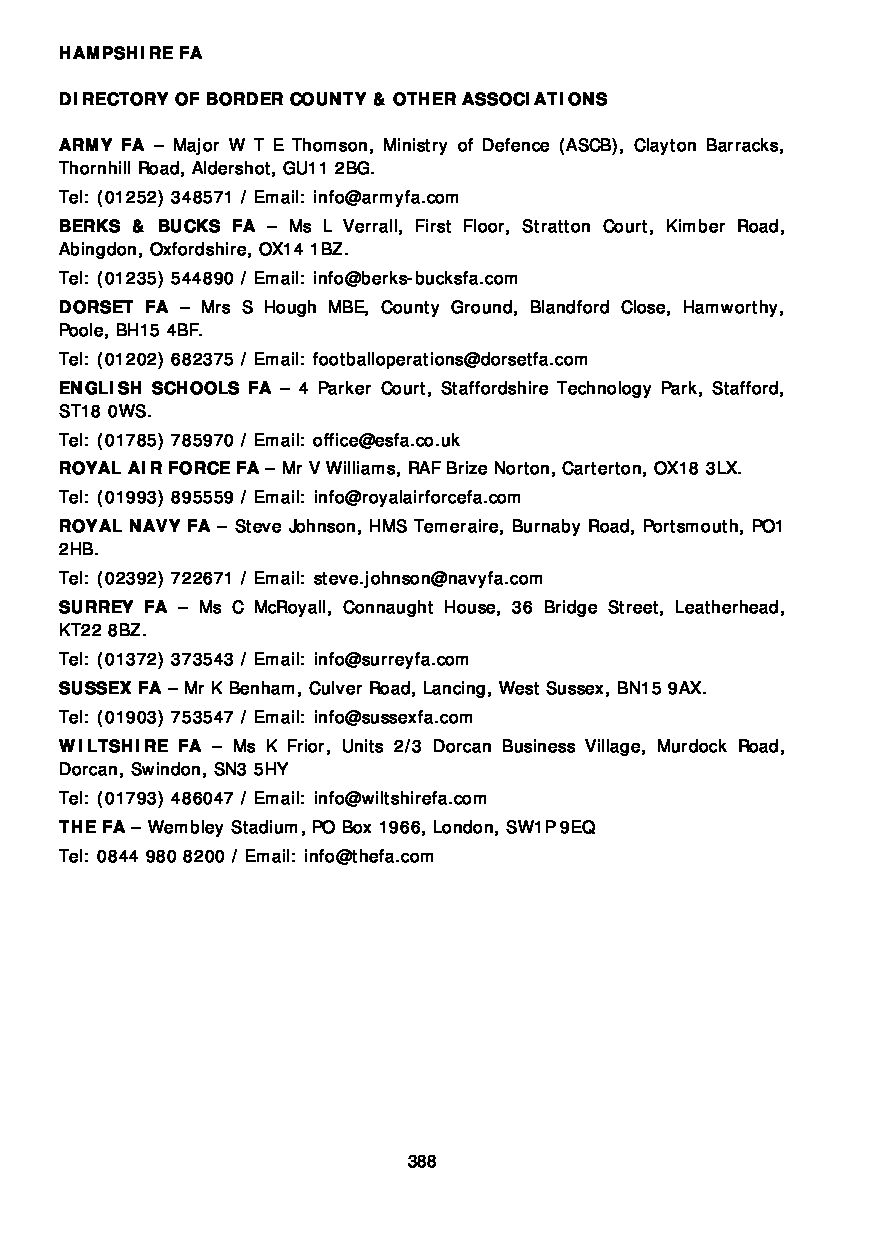 HAMPSHIRE FA
DIRECTORY OF BORDER COUNTY & OTHER ASSOCIATIONS
ARMY FA – Major W T E Thomson, Ministry of Defence (ASCB), Clayton Barracks,
Thornhill Road, Aldershot, GU11 2BG.
Tel: (01252) 348571 / Email: info@armyfa.com
BERKS & BUCKS FA – Ms L Verrall, First Floor, Stratton Court, Kimber Road,
Abingdon, Oxfordshire, OX14 1BZ.
Tel: (01235) 544890 / Email: info@berks-bucksfa.com
DORSET FA – Mrs S Hough MBE, County Ground, Blandford Close, Hamworthy,
Poole, BH15 4BF.
Tel: (01202) 682375 / Email: footballoperations@dorsetfa.com
ENGLISH SCHOOLS FA – 4 Parker Court, Staffordshire Technology Park, Stafford,
ST18 0WS.
Tel: (01785) 785970 / Email: office@esfa.co.uk
ROYAL AIR FORCE FA – Mr V Williams, RAF Brize Norton, Carterton, OX18 3LX.
Tel: (01993) 895559 / Email: info@royalairforcefa.com
ROYAL NAVY FA – Steve Johnson, HMS Temeraire, Burnaby Road, Portsmouth, PO1
2HB.
Tel: (02392) 722671 / Email: steve.johnson@navyfa.com
SURREY FA – Ms C McRoyall, Connaught House, 36 Bridge Street, Leatherhead,
KT22 8BZ.
Tel: (01372) 373543 / Email: info@surreyfa.com
SUSSEX FA – Mr K Benham, Culver Road, Lancing, West Sussex, BN15 9AX.
Tel: (01903) 753547 / Email: info@sussexfa.com
WILTSHIRE FA – Ms K Frior, Units 2/3 Dorcan Business Village, Murdock Road,
Dorcan, Swindon, SN3 5HY
Tel: (01793) 486047 / Email: info@wiltshirefa.com
THE FA – Wembley Stadium, PO Box 1966, London, SW1P 9EQ
Tel: 0844 980 8200 / Email: info@thefa.com
388